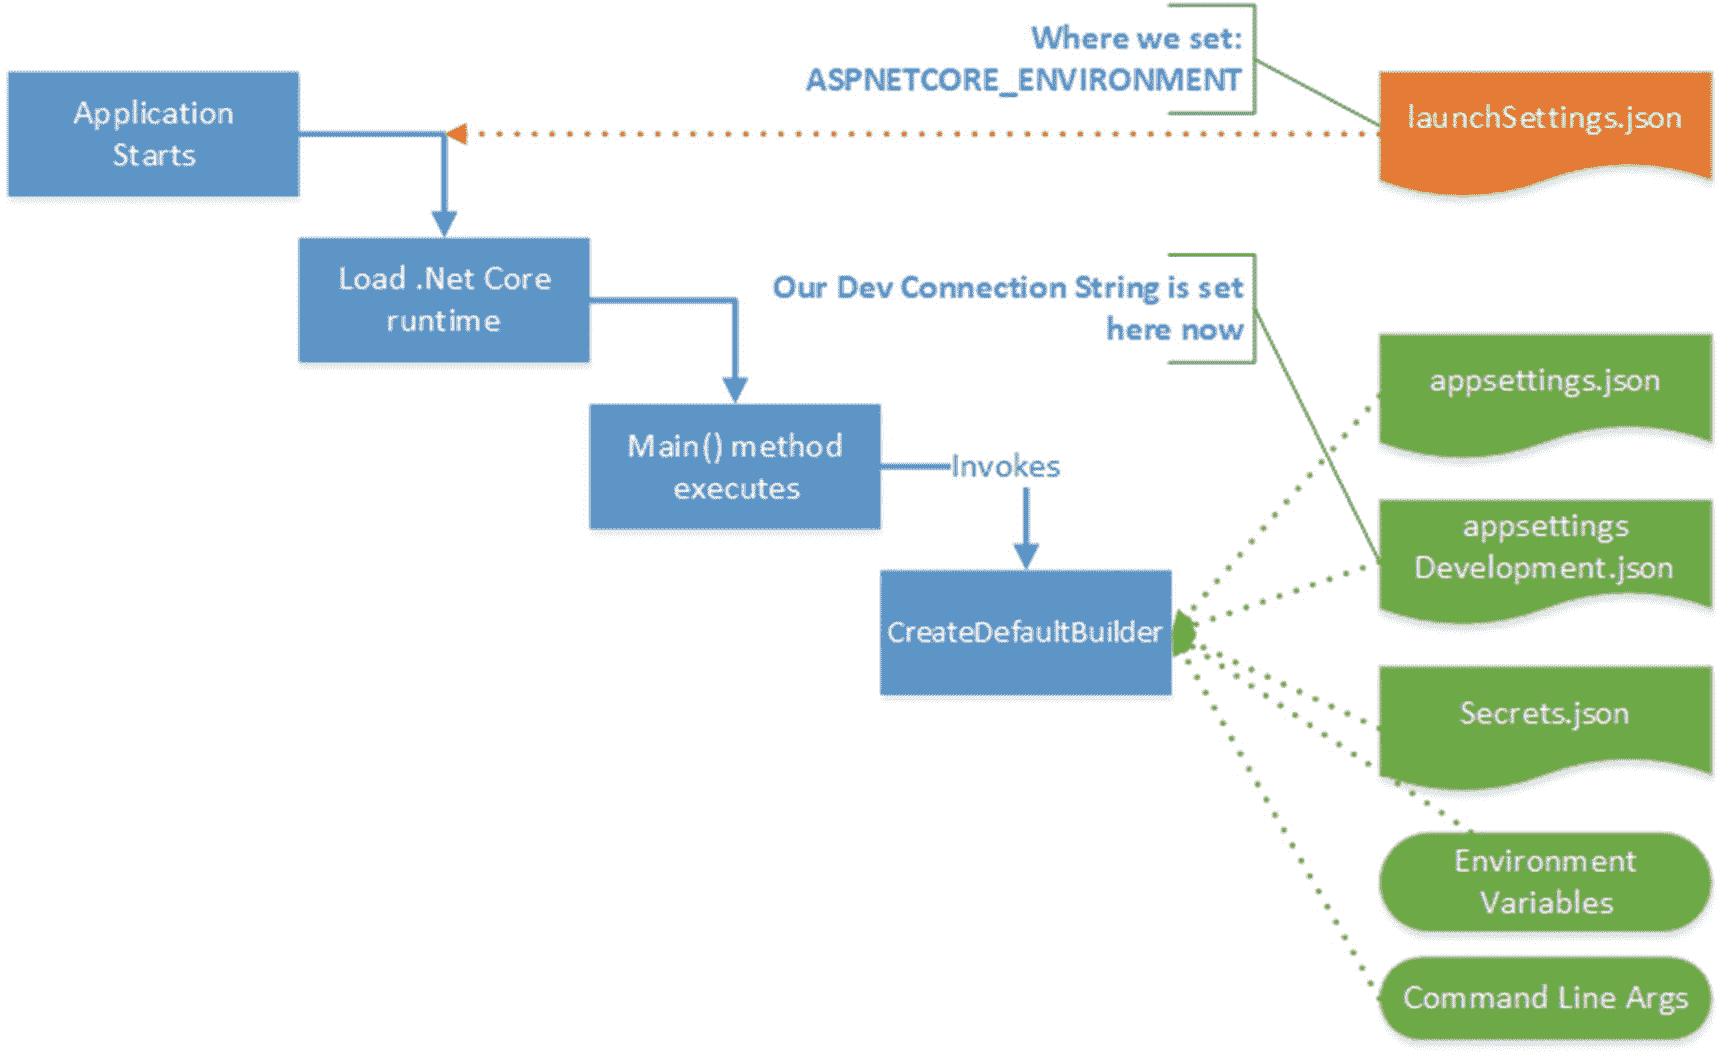 Where we set:
ASPNETCORE_ENVIRONMENT
Application
Starts
launchSettings.json
Load .Net Core
runtime
Our Dev Connection String is set
here now
appsettings.json
Main() method
executes
Invokes
appsettings
Development.json
CreateDefaultBuilder
Secrets.json
Environment
Variables
Command Line Args